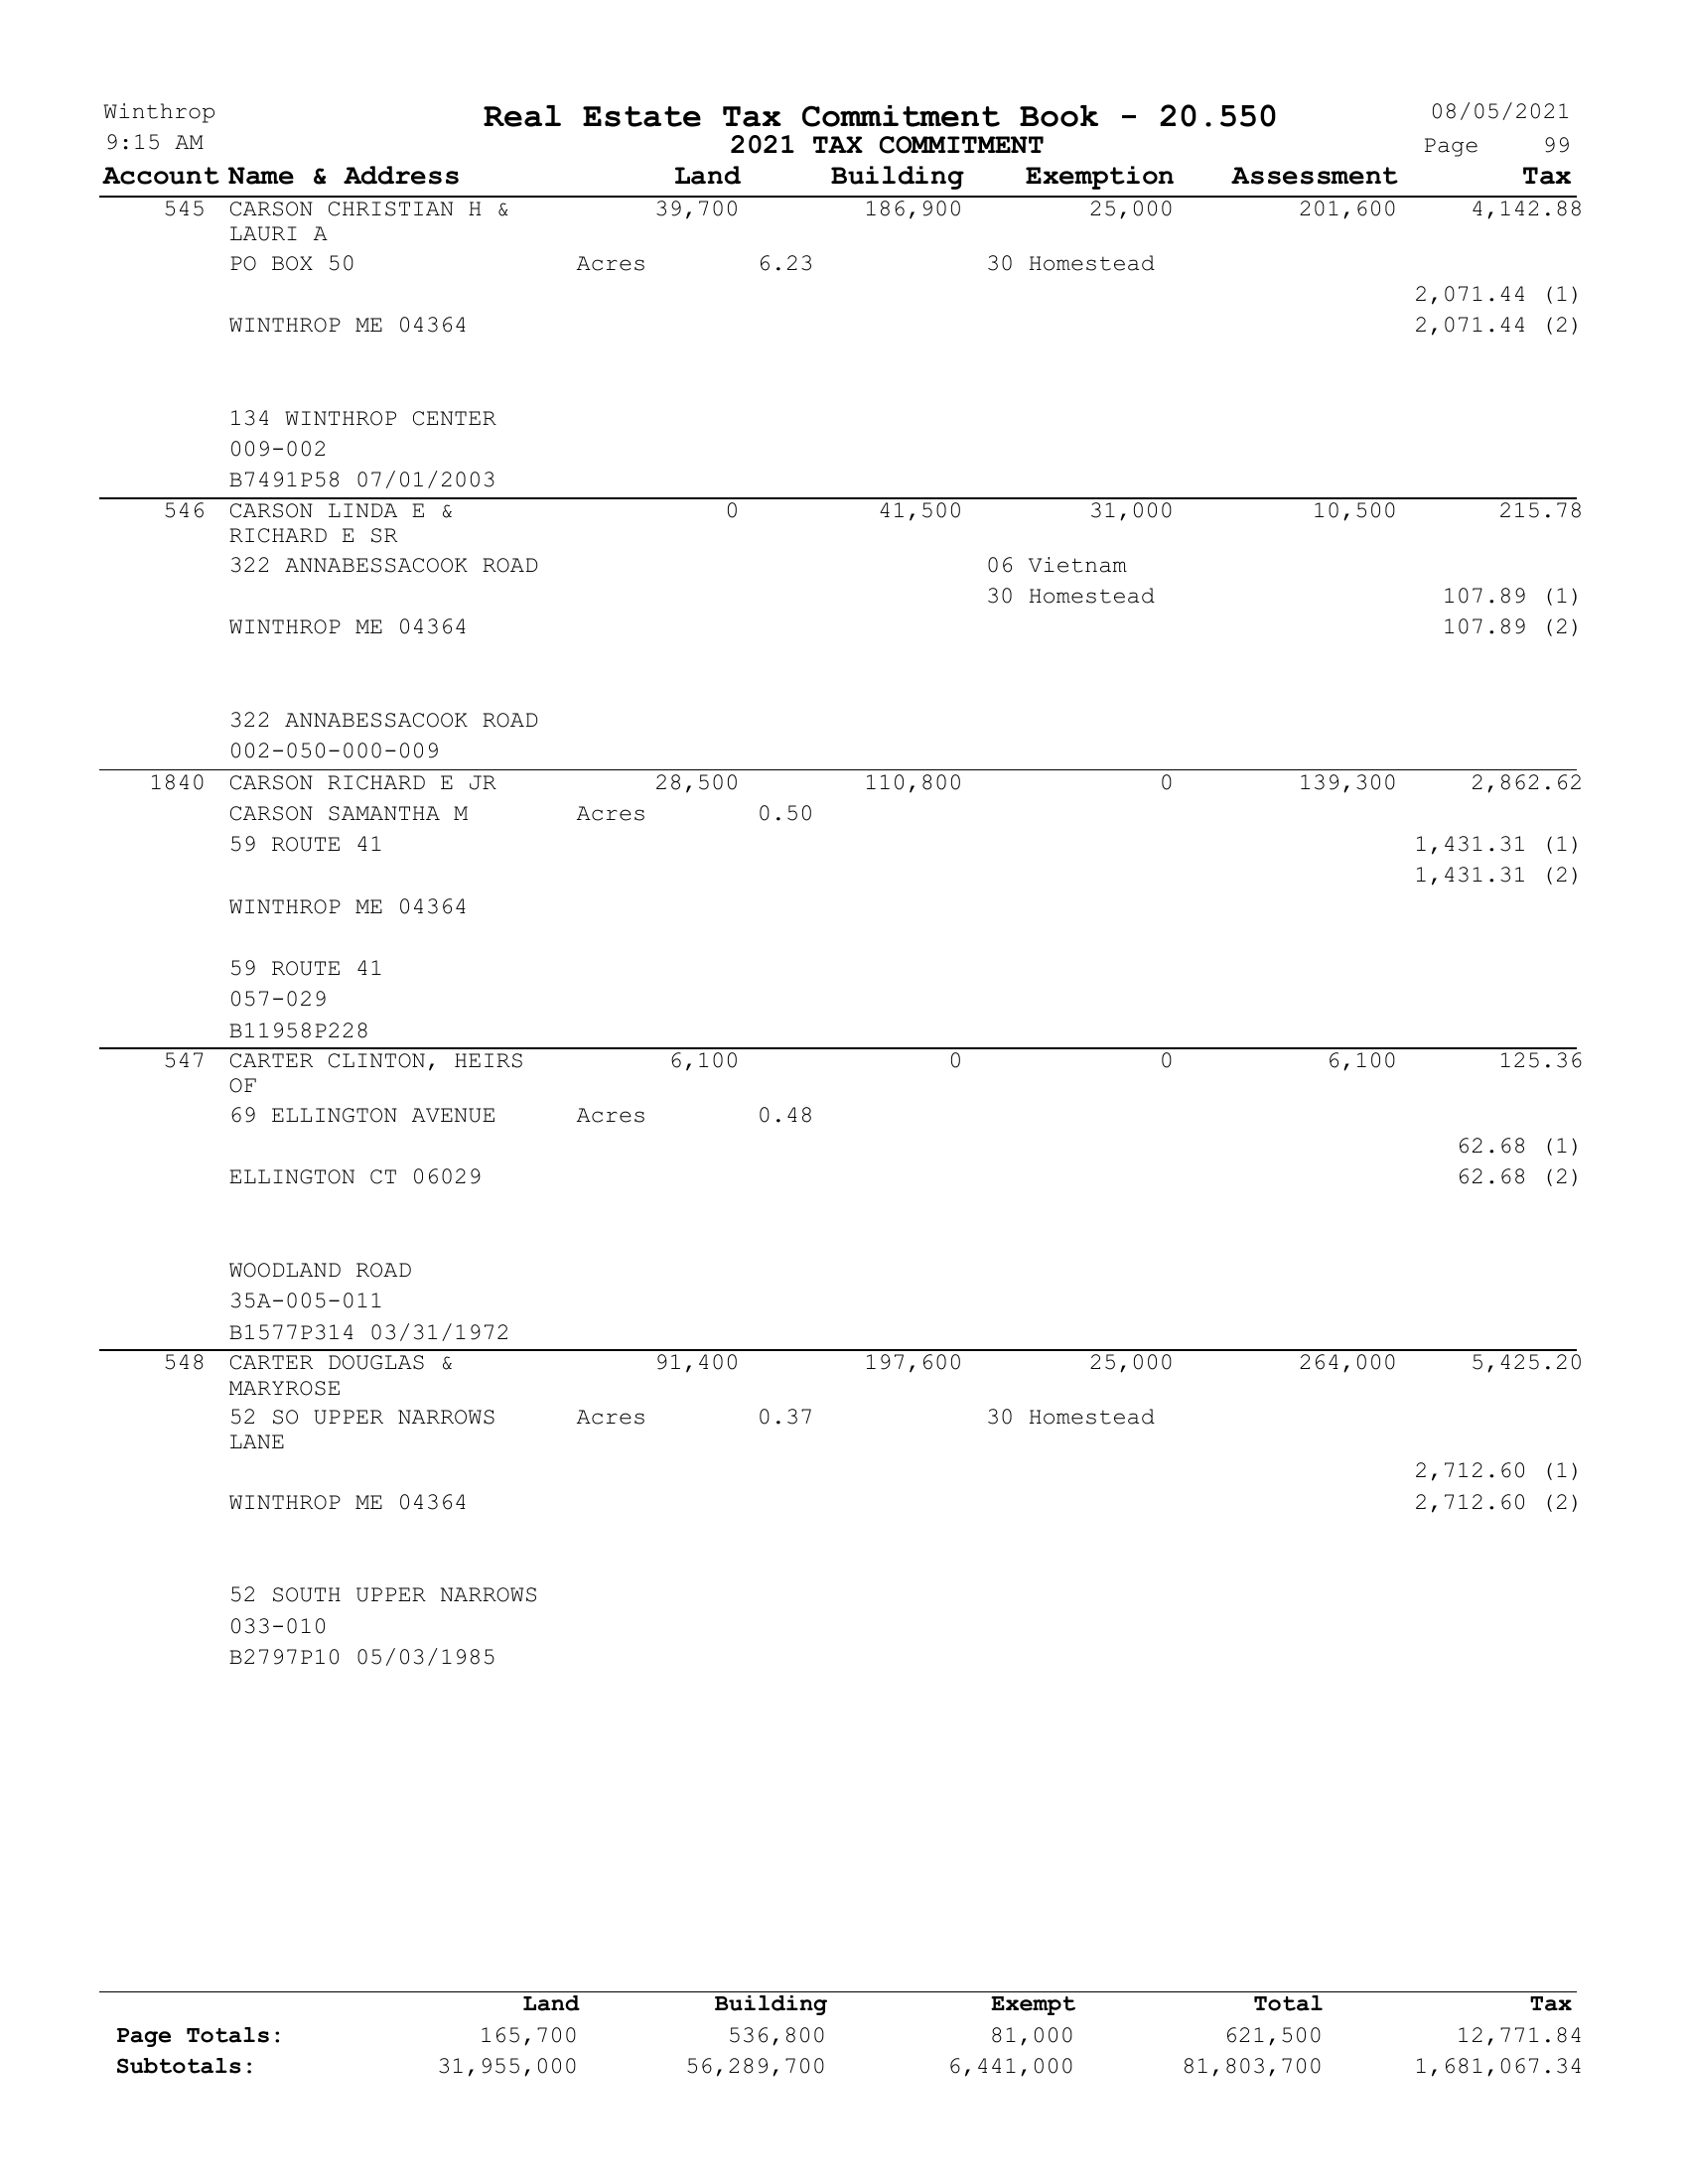 Winthrop Real Estate Tax Commitment Book - 20.550 08/05/2021
9:15 AM 2021 TAX COMMITMENT Page 99
Account Name & Address Land Building Exemption Assessment Tax
545 CARSON CHRISTIAN H & 39,700 186,900 25,000 201,600 4,142.88
LAURI A
PO BOX 50 Acres 6.23 30 Homestead
2,071.44 (1)
WINTHROP ME 04364 2,071.44 (2)
134 WINTHROP CENTER
009-002
B7491P58 07/01/2003
546 CARSON LINDA E & 0 41,500 31,000 10,500 215.78
RICHARD E SR
322 ANNABESSACOOK ROAD 06 Vietnam
30 Homestead 107.89 (1)
WINTHROP ME 04364 107.89 (2)
322 ANNABESSACOOK ROAD
002-050-000-009
1840 CARSON RICHARD E JR 28,500 110,800 0 139,300 2,862.62
CARSON SAMANTHA M Acres 0.50
59 ROUTE 41 1,431.31 (1)
1,431.31 (2)
WINTHROP ME 04364
59 ROUTE 41
057-029
B11958P228
547 CARTER CLINTON, HEIRS 6,100 0 0 6,100 125.36
OF
69 ELLINGTON AVENUE Acres 0.48
62.68 (1)
ELLINGTON CT 06029 62.68 (2)
WOODLAND ROAD
35A-005-011
B1577P314 03/31/1972
548 CARTER DOUGLAS & 91,400 197,600 25,000 264,000 5,425.20
MARYROSE
52 SO UPPER NARROWS Acres 0.37 30 Homestead
LANE
2,712.60 (1)
WINTHROP ME 04364 2,712.60 (2)
52 SOUTH UPPER NARROWS
033-010
B2797P10 05/03/1985
Land Building Exempt Total Tax
Page Totals: 165,700 536,800 81,000 621,500 12,771.84
Subtotals: 31,955,000 56,289,700 6,441,000 81,803,700 1,681,067.34